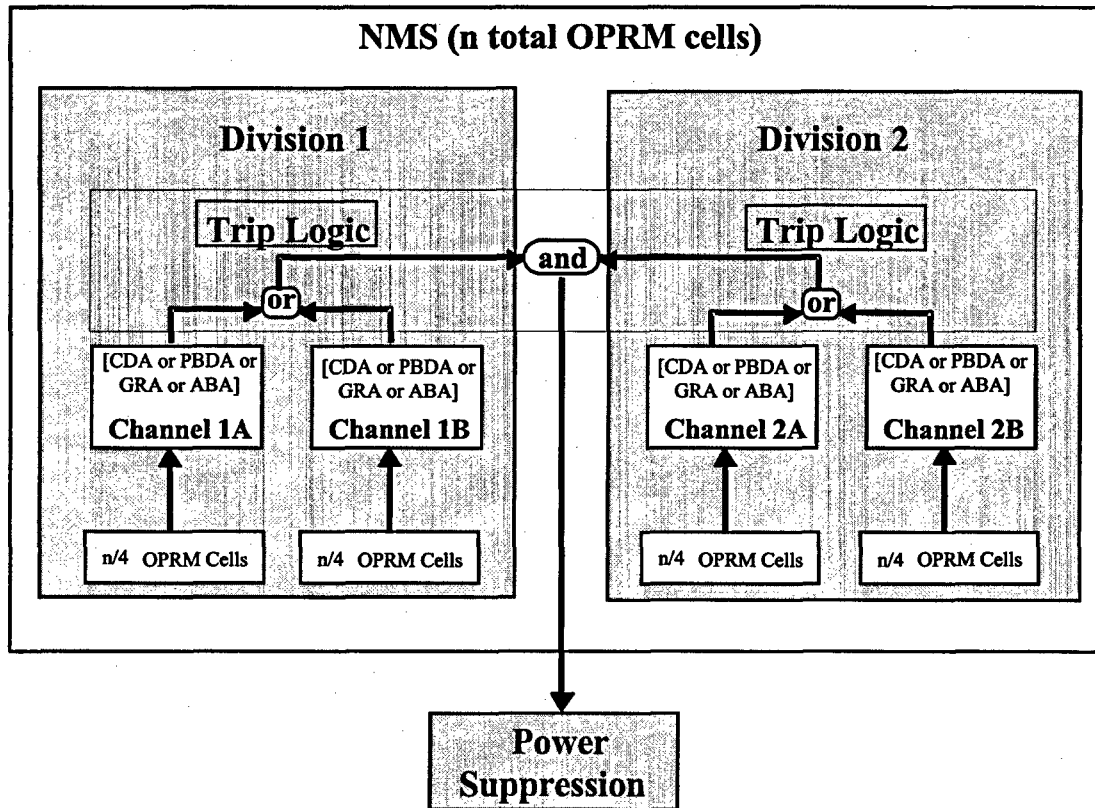 NMS (n total OPRM cells)
Division 1
Division 2
Trip Logic
Trip Logic
and
or
or
[CDA or PBDA or
GRA or ABA]
Channel 1A
[CDA or PBDA or
GRA or ABA]
Channel 1B
[CDA or PBDA or
GRA or ABA]
Channel 2A
[CDA or PBDA or
GRA or ABA]
Channel 2B
n/4 OPRM Cells
n/4 OPRM Cells
n/4 OPRM Cells
n/4 OPRM Cells
Power
Suppression